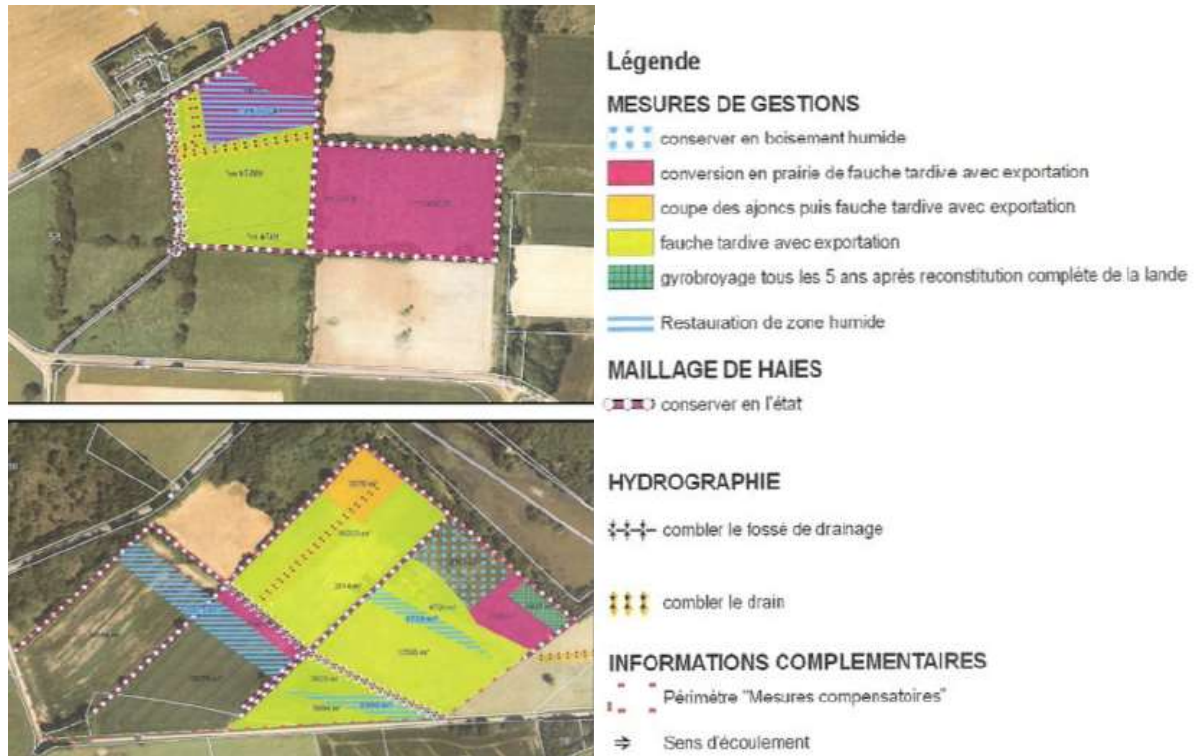 Légende
MESURES DE GESTIONS
conserver en boisement humide
conversion en prairie de fauche tardive avec exportation
coupe des ajoncs puis fauche tardive avec exportation
fauche tardive avec exportation
gyrobroyage tous les 5 ans après reconstitution complète de la lande
Restauration de zone humide
MAILLAGE DE HAIES
conserver en l'état
HYDROGRAPHIE
combler le fossé de drainage
combler le drain
INFORMATIONS COMPLEMENTAIRES
Périmètre "Mesures compensatoires"
Sens d'écoulement